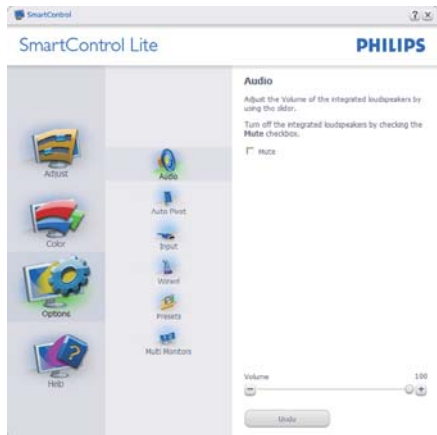 SmartControl
SmartControl Lite
PHILIPS
Adjust
Color
Options
Help
Audio
Auto Pivot
Input
Wizard
Presets
Multi Monitors
Audio
Adjust the Volume of the integrated loudspeakers by
using the slider.
Turn off the integrated loudspeakers by checking the
Mute checkbox.
Mute
Volume
100
Undo